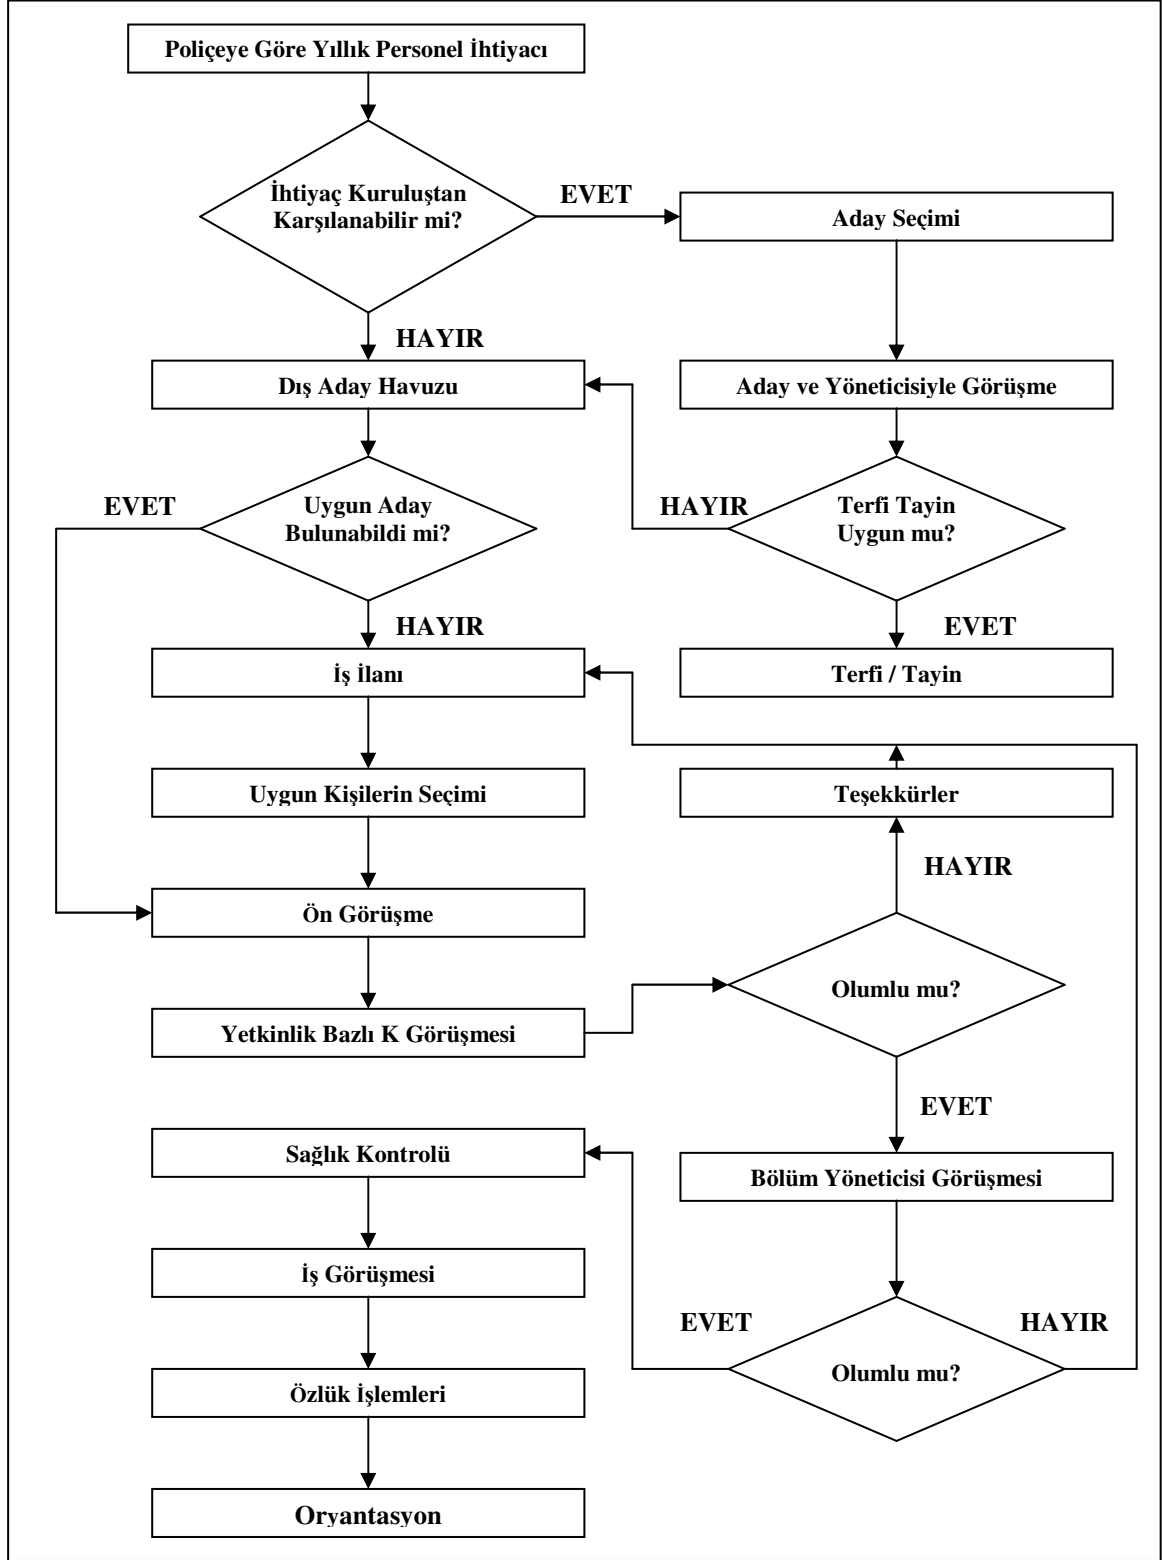 Poliçeye Göre Yıllık Personel İhtiyacı
İhtiyaç Kuruluştan
Karşılanabilir mi?
EVET
Aday Seçimi
HAYIR
Dış Aday Havuzu
Aday ve Yöneticisiyle Görüşme
EVET
Uygun Aday
Bulunabildi mi?
HAYIR
Terfi Tayin
Uygun mu?
HAYIR
EVET
İş İlanı
Terfi / Tayin
Uygun Kişilerin Seçimi
Teşekkürler
HAYIR
Ön Görüşme
Olumlu mu?
Yetkinlik Bazlı K Görüşmesi
EVET
Sağlık Kontrolü
Bölüm Yöneticisi Görüşmesi
İş Görüşmesi
EVET
HAYIR
Olumlu mu?
Özlük İşlemleri
Oryantasyon